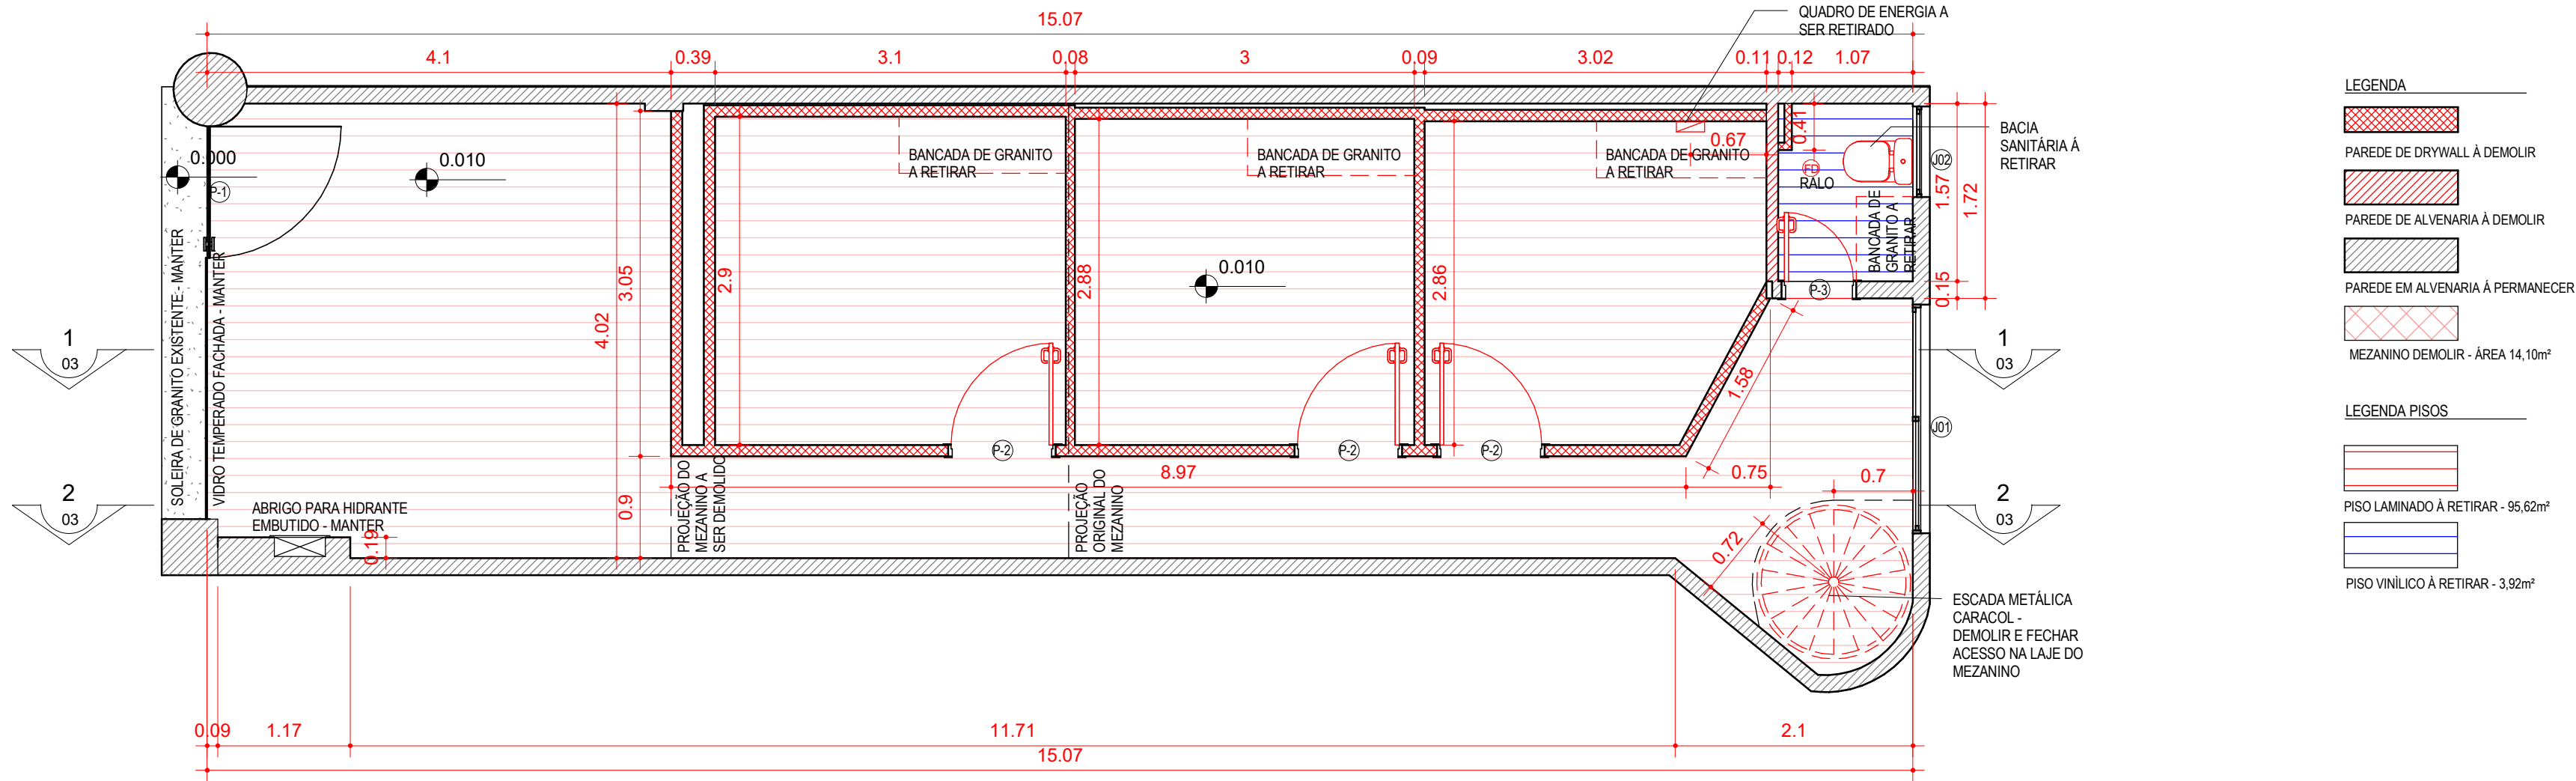 15.07
4.1
0.39
3.1
0.08
3
0.09
3.02
0.11
0.12
1.07
QUADRO DE ENERGIA A
SER RETIRADO
0.000
P-1
0.010
SOLEIRA DE GRANITO EXISTENTE - MANTER
VIDRO TEMPERADO FACHADA - MANTER
4.02
3.05
0.9
2.9
BANCADA DE GRANITO
A RETIRAR
2.88
BANCADA DE GRANITO
A RETIRAR
0.010
2.86
BANCADA DE GRANITO
A RETIRAR
0.67
0.41
FD
RALO
BACIA
SANITÁRIA Á
RETIRAR
J02
1.57
1.72
0.15
BANCADA DE
GRANITO A
RETIRAR
P-3
1.58
P-2
P-2
P-2
1
03
1
03
2
03
2
03
J01
8.97
0.75
0.7
0.72
PROJEÇÃO DO
MEZANINO A
SER DEMOLIDO
PROJEÇÃO
ORIGINAL DO
MEZANINO
ABRIGO PARA HIDRANTE
EMBUTIDO - MANTER
0.19
ESCADA METÁLICA
CARACOL -
DEMOLIR E FECHAR
ACESSO NA LAJE DO
MEZANINO
0.09
1.17
11.71
2.1
15.07
LEGENDA
PAREDE DE DRYWALL À DEMOLIR
PAREDE DE ALVENARIA À DEMOLIR
PAREDE EM ALVENARIA Á PERMANECER
MEZANINO DEMOLIR - ÁREA 14,10m²
LEGENDA PISOS
PISO LAMINADO À RETIRAR - 95,62m²
PISO VINÌLICO À RETIRAR - 3,92m²